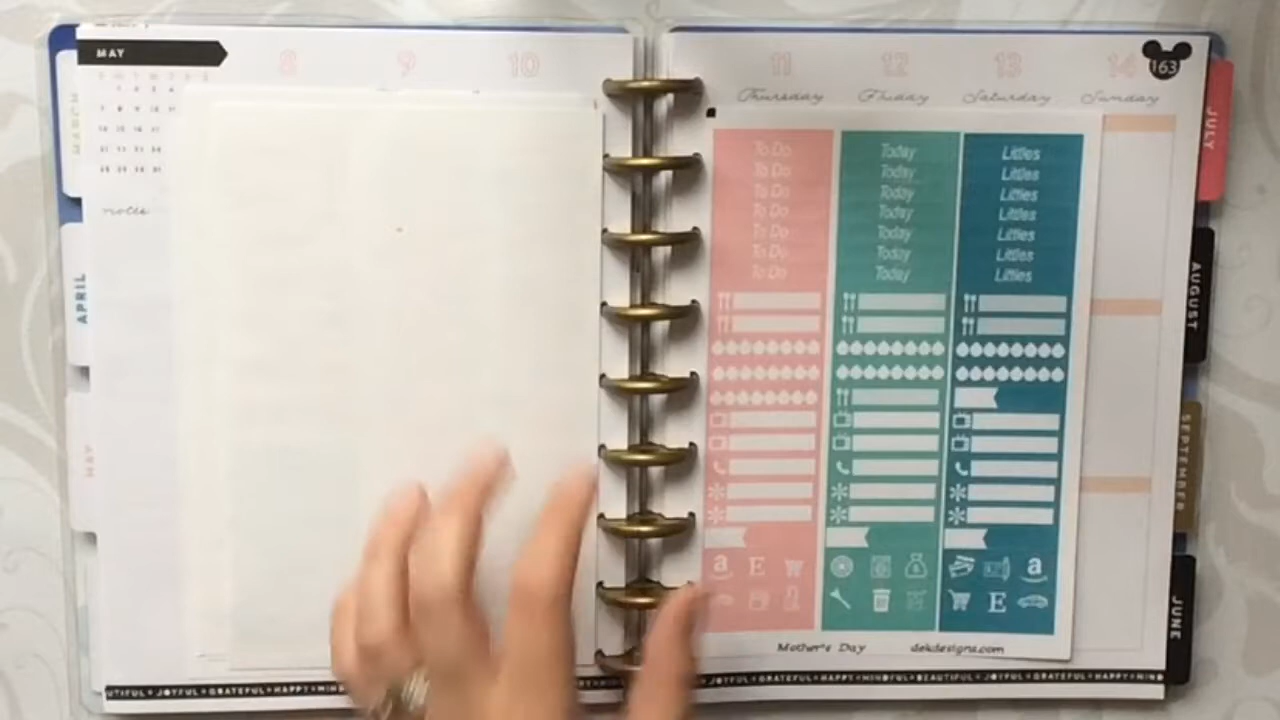 MAY
8 9 10
notes
MARCH
APRIL
MAY
11 12 13 14
163
Thursday Friday Saturday Sunday
To Do Today Littles
To Do Today Littles
To Do Today Littles
To Do Today Littles
To Do Today Littles
To Do Today Littles
To Do Today Littles
a E
a
E
Mother's Day dekdesigns.com
JULY
AUGUST
SEPTEMBER
JUNE
JOYFUL GRATEFUL HAPPY
MINDFUL BEAUTIFUL JOYFUL GRATEFUL HAPPY